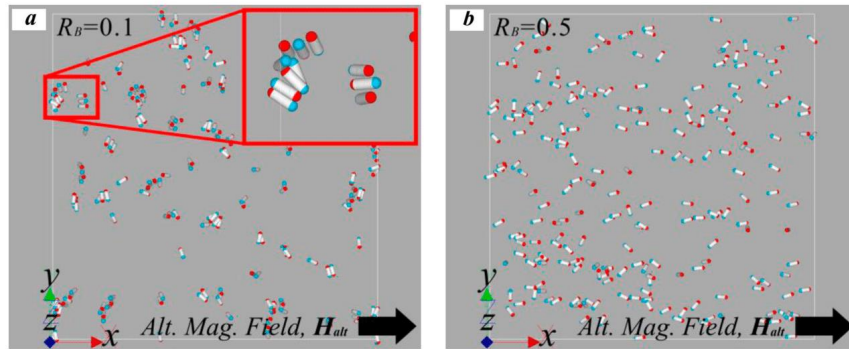 a
R_B=0.1
y
z
x
Alt. Mag. Field, H_alt
b
R_B=0.5
y
z
x
Alt. Mag. Field, H_alt